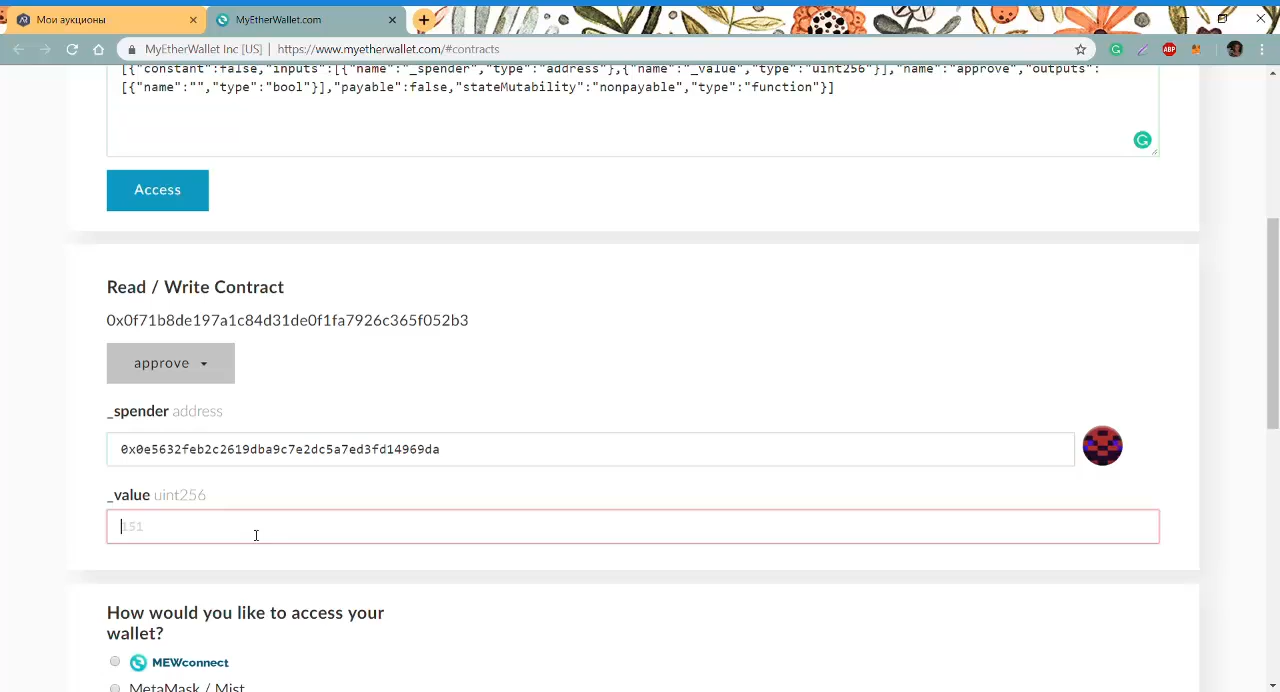 Мои аукционы
MyEtherWallet.com
MyEtherWallet Inc [US] | https://www.myetherwallet.com/#contracts
[{"constant":false,"inputs":[{"name":"_spender","type":"address"},{"name":"_value","type":"uint256"}],"name":"approve","outputs":
[{"name":"","type":"bool"}],"payable":false,"stateMutability":"nonpayable","type":"function"}]
Access
Read / Write Contract
0x0f71b8de197a1c84d31de0f1fa7926c365f052b3
approve
_spender address
0x0e5632feb2c2619dba9c7e2dc5a7ed3fd14969da
_value uint256
151
How would you like to access your
wallet?
MEWconnect
MetaMask / Mist